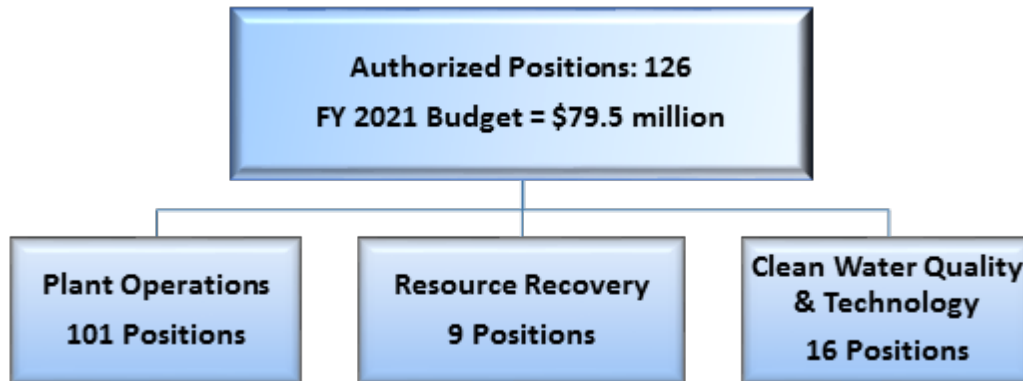 Authorized Positions: 126
FY 2021 Budget = $79.5 million
Plant Operations
101 Positions
Resource Recovery
9 Positions
Clean Water Quality
& Technology
16 Positions